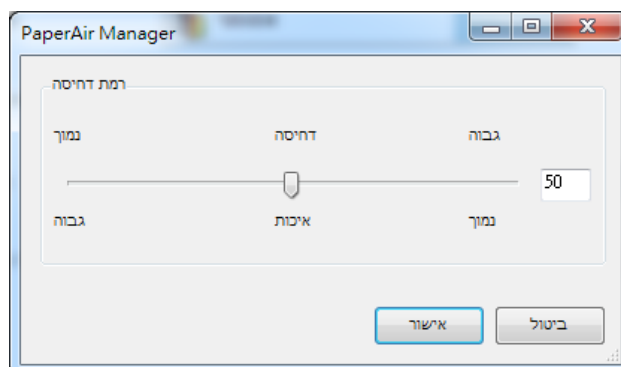 PaperAir Manager
רמת דחיסה
נמוך דחיסה גבוה
50
גבוה איכות נמוך
אישור ביטול